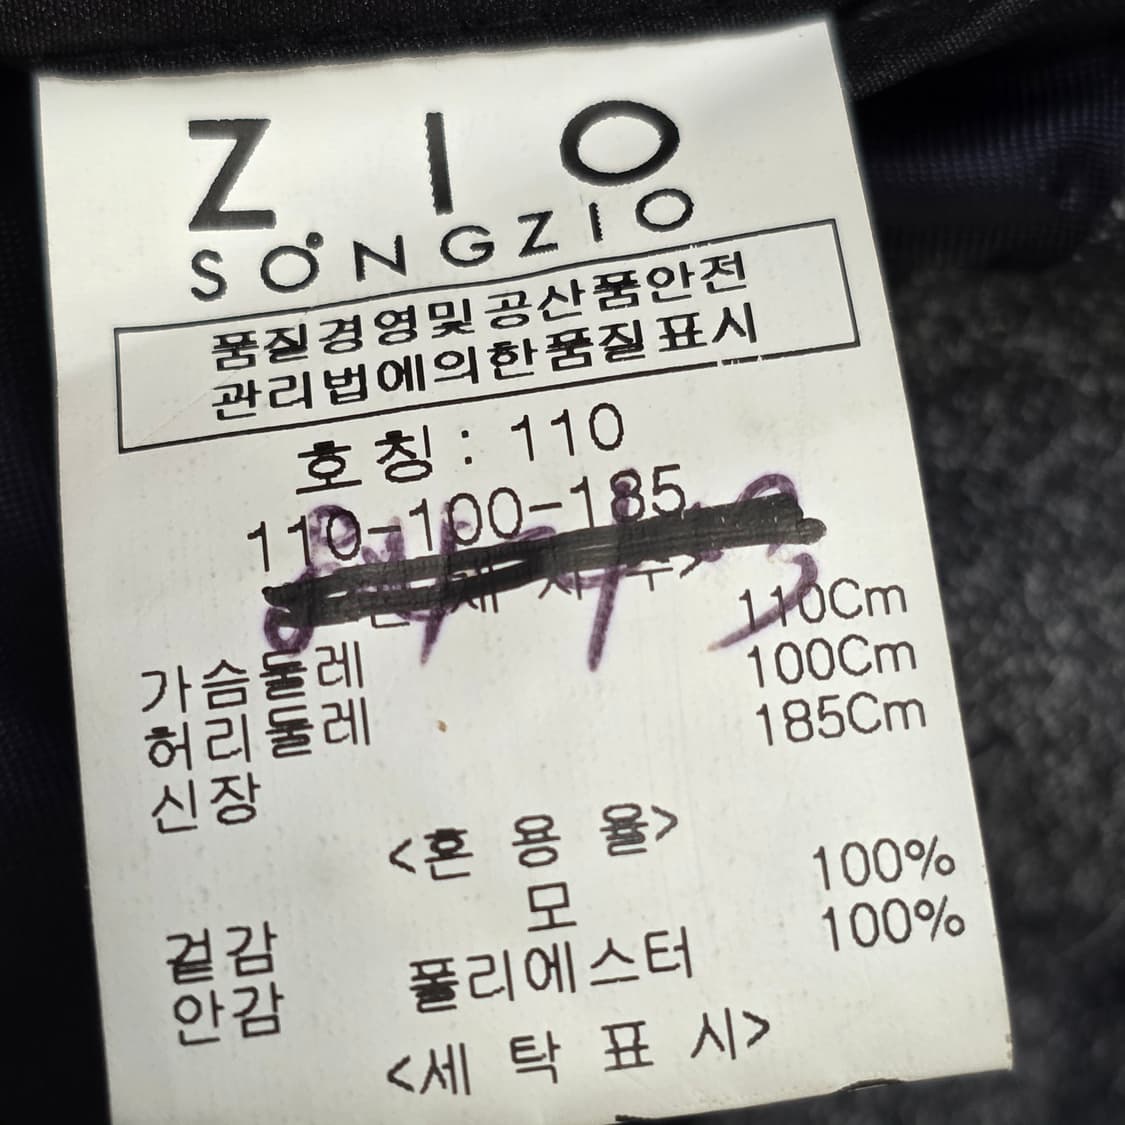 ZIO
SONGZIO
품질경영및공산품안전
관리법에의한품질표시
호칭: 110
110-100-185
가슴둘레 110Cm
허리둘레 100Cm
신장 185Cm
<혼용율>
겉감 모 100%
안감 폴리에스터 100%
<세탁표시>